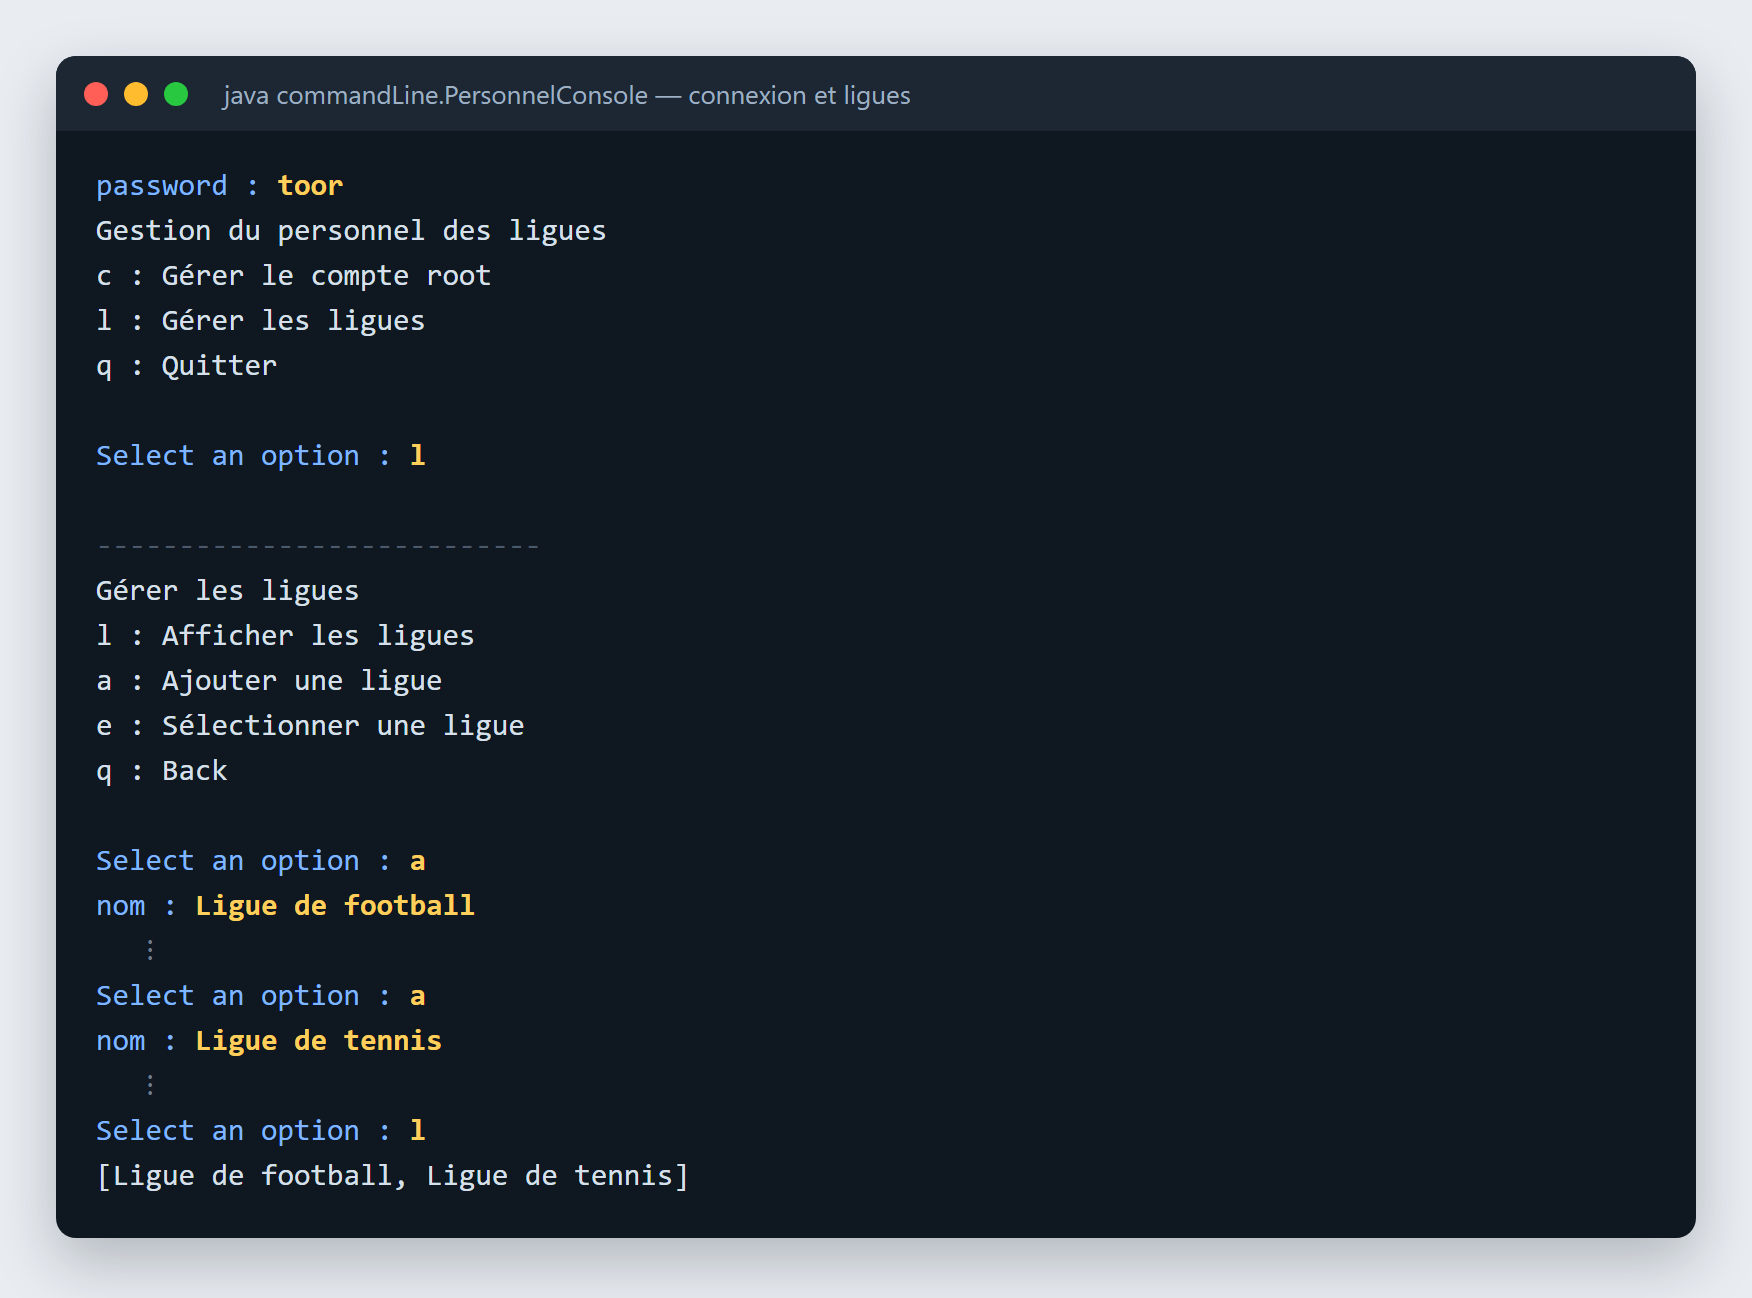 java commandLine.PersonnelConsole — connexion et ligues
password : toor
Gestion du personnel des ligues
c : Gérer le compte root
l : Gérer les ligues
q : Quitter
Select an option : l
---------------------------
Gérer les ligues
l : Afficher les ligues
a : Ajouter une ligue
e : Sélectionner une ligue
q : Back
Select an option : a
nom : Ligue de football
⋮
Select an option : a
nom : Ligue de tennis
⋮
Select an option : l
[Ligue de football, Ligue de tennis]